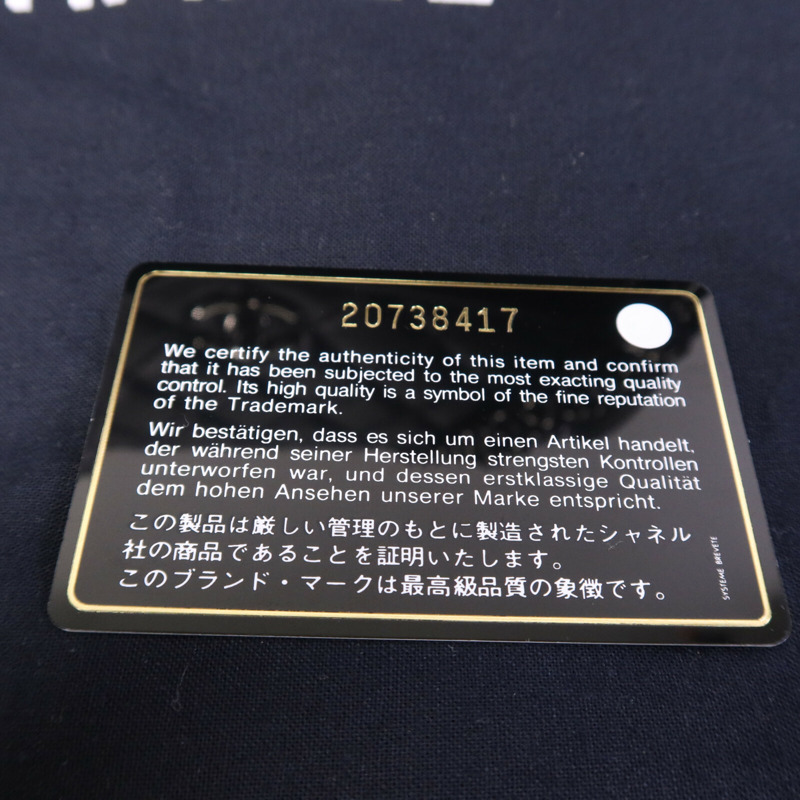 20738417
We certify the authenticity of this item and confirm
that it has been subjected to the most exacting quality
control. Its high quality is a symbol of the fine reputation
of the Trademark.
Wir bestätigen, dass es sich um einen Artikel handelt.
der während seiner Herstellung strengsten Kontrollen
unterworfen war, und dessen erstklassige Qualität
dem hohen Ansehen unserer Marke entspricht.
この製品は厳しい管理のもとに製造されたシャネル
社の商品であることを証明いたします。
このブランド・マークは最高級品質の象徴です。
SYSTEME BREVETE